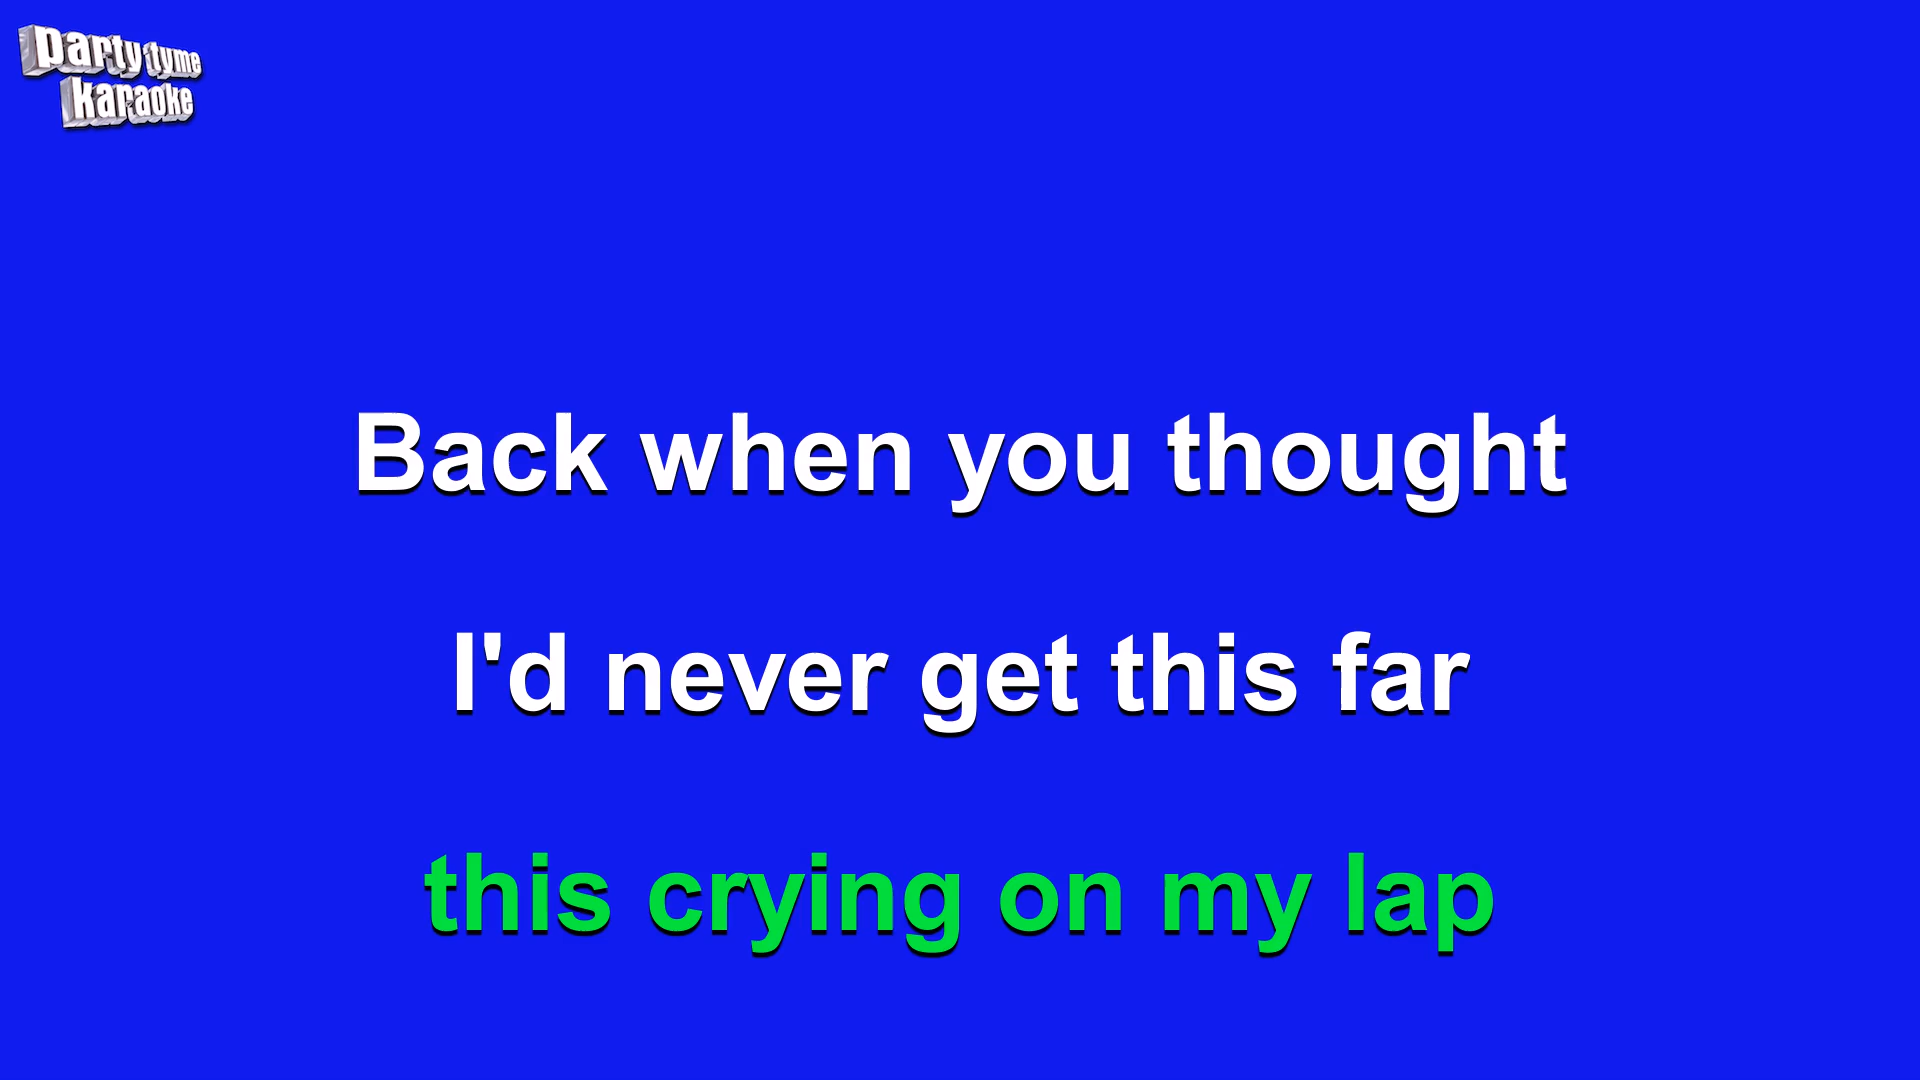 party tyme
karaoke
Back when you thought
I'd never get this far
this crying on my lap